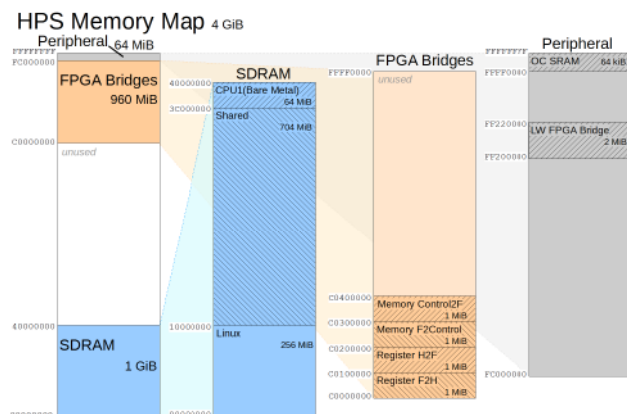 HPS Memory Map 4 GiB
Peripheral 64 MiB
FFFFFFFF
FC000000
FPGA Bridges
960 MiB
C0000000
unused
40000000
SDRAM
1 GiB
SDRAM
40000000
CPU1(Bare Metal)
64 MiB
3C000000
Shared
704 MiB
10000000
Linux
256 MiB
00000000
FPGA Bridges
FFFF0000
unused
C0400000
Memory Control2F
1 MiB
C0300000
Memory F2Control
1 MiB
C0200000
Register H2F
1 MiB
C0100000
Register F2H
1 MiB
C0000000
Peripheral
FFFFFFFF
OC SRAM
64 kiB
FFFF0000
FF220000
LW FPGA Bridge
2 MiB
FF200000
FC000000